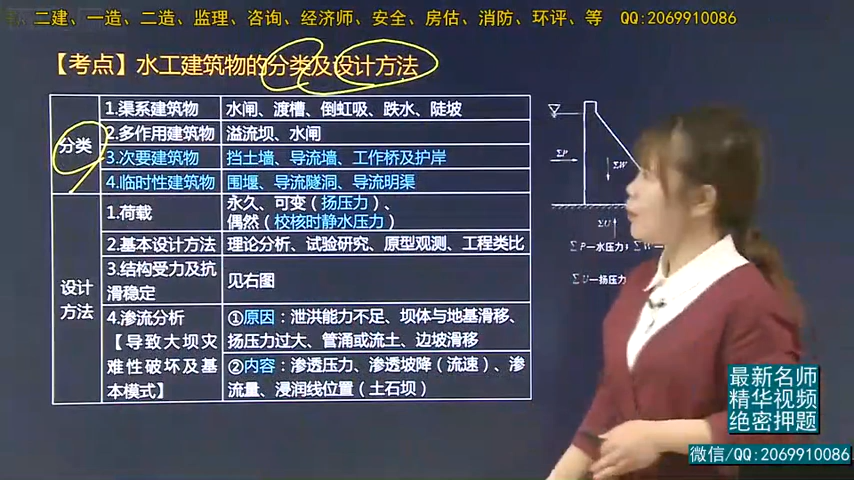 、二建、一造、二造、监理、咨询、经济师、安全、房估、消防、环评、等 QQ:2069910086
【考点】水工建筑物的分类及设计方法
分类
1.渠系建筑物 水闸、渡槽、倒虹吸、跌水、陡坡
2.多作用建筑物 溢流坝、水闸
3.次要建筑物 挡土墙、导流墙、工作桥及护岸
4.临时性建筑物 围堰、导流隧洞、导流明渠
设计
方法
1.荷载 永久、可变（扬压力）、
偶然（校核时静水压力）
2.基本设计方法 理论分析、试验研究、原型观测、工程类比
3.结构受力及抗
滑稳定
见右图
4.渗流分析
【导致大坝灾
难性破坏及基
本模式】
①原因：泄洪能力不足、坝体与地基滑移、
扬压力过大、管涌或流土、边坡滑移
②内容：渗透压力、渗透坡降（流速）、渗
流量、浸润线位置（土石坝）
ΣP
ΣW
ΣU
ΣP—水压力；ΣW—
ΣU—扬压力
最新名师
精华视频
绝密押题
微信/QQ:2069910086